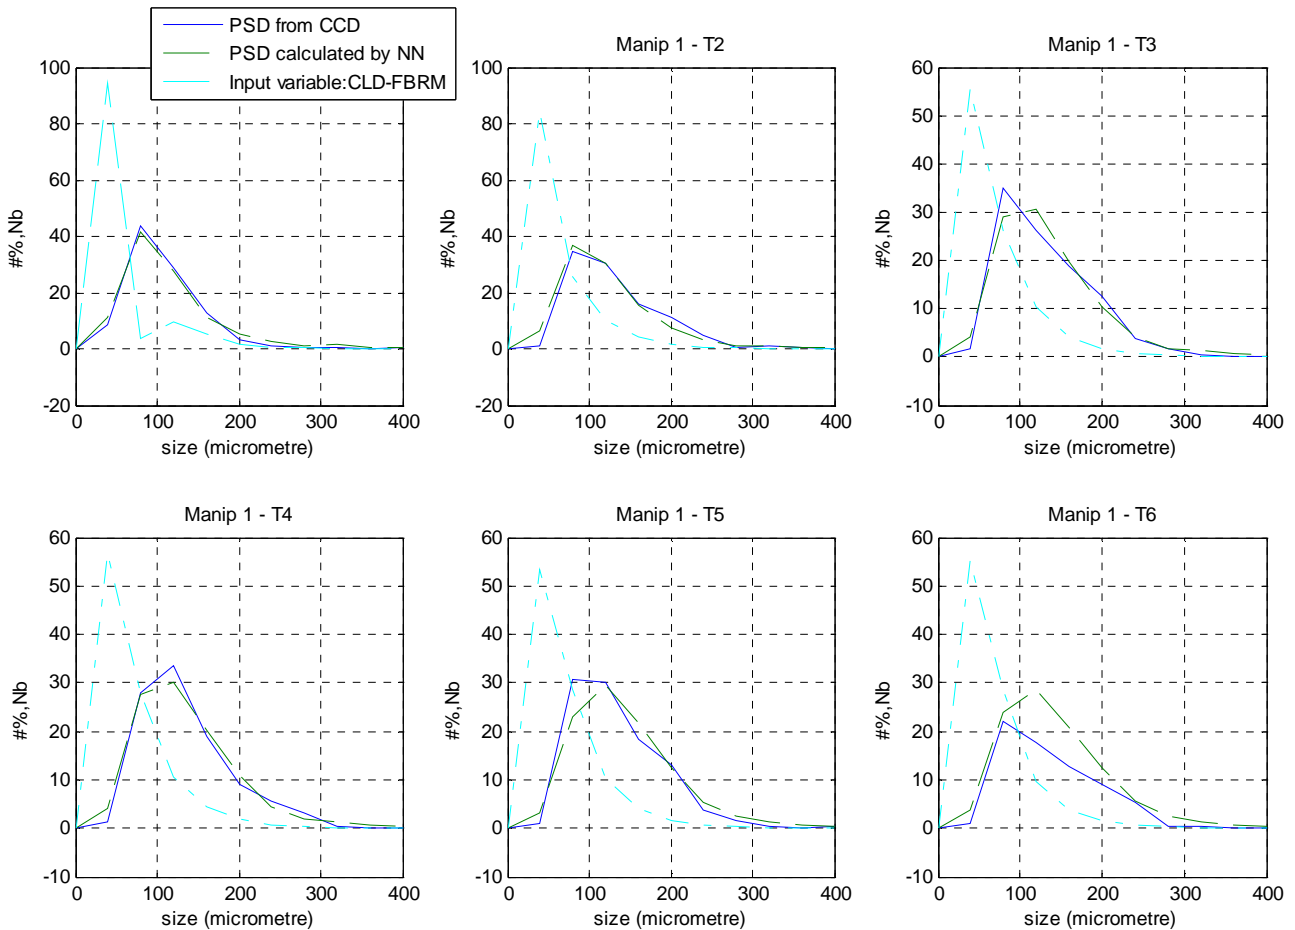 PSD from CCD
PSD calculated by NN
Input variable:CLD-FBRM
Manip 1 - T2
Manip 1 - T3
100
80
60
40
20
0
-20
#%,Nb
0 100 200 300 400
size (micrometre)
100
80
60
40
20
0
-20
#%,Nb
0 100 200 300 400
size (micrometre)
60
50
40
30
20
10
0
-10
#%,Nb
0 100 200 300 400
size (micrometre)
Manip 1 - T4
60
50
40
30
20
10
0
-10
#%,Nb
0 100 200 300 400
size (micrometre)
Manip 1 - T5
60
50
40
30
20
10
0
-10
#%,Nb
0 100 200 300 400
size (micrometre)
Manip 1 - T6
60
50
40
30
20
10
0
-10
#%,Nb
0 100 200 300 400
size (micrometre)